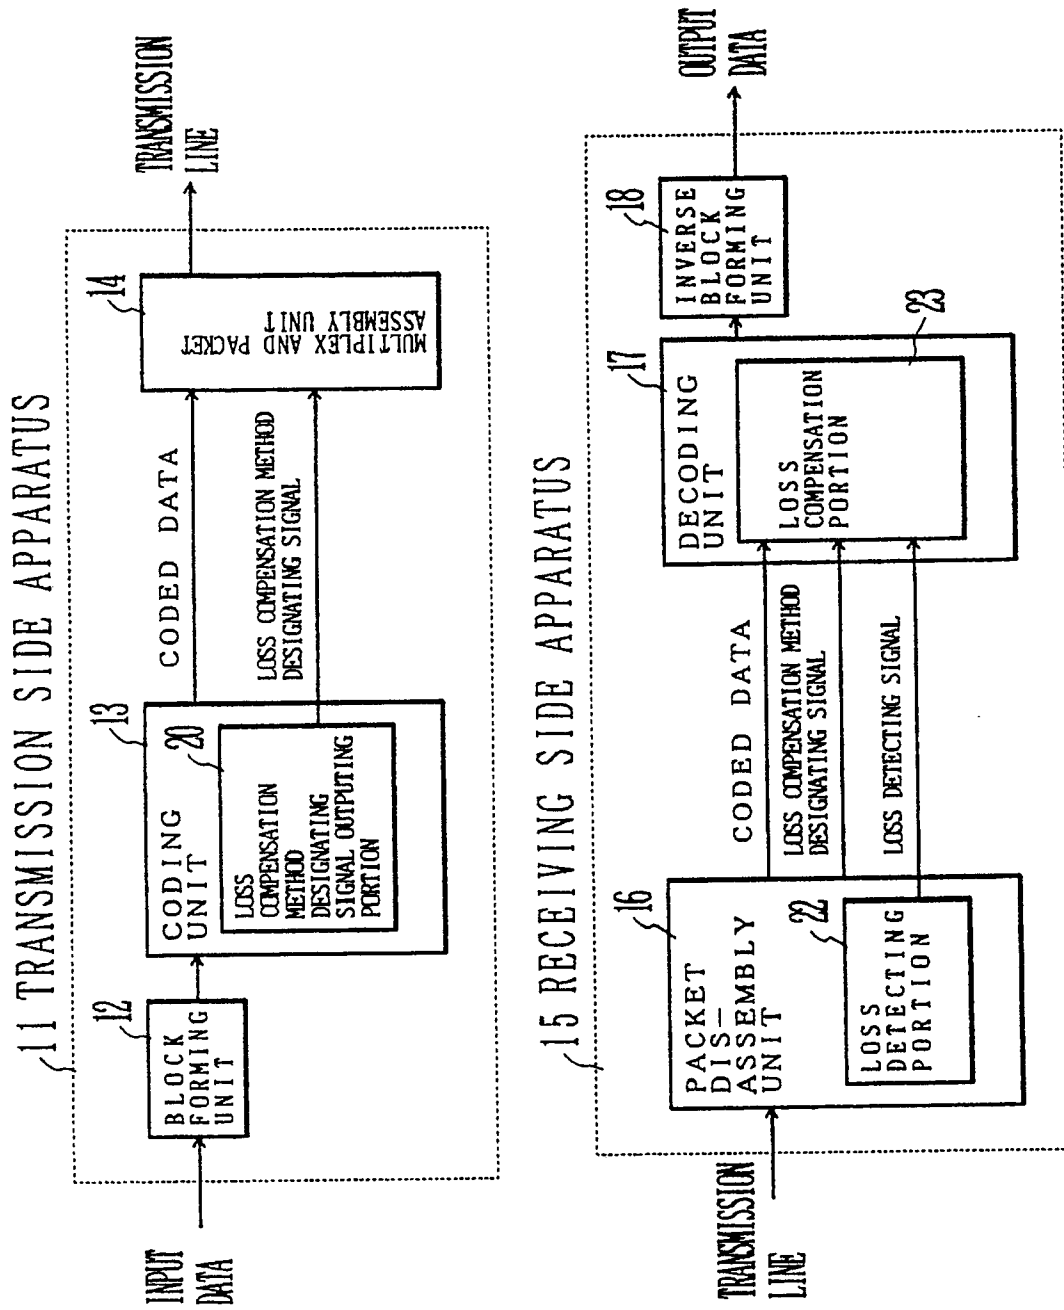 11 TRANSMISSION SIDE APPARATUS
INPUT
DATA
12
BLOCK
FORMING
UNIT
13
CODING
UNIT
20
LOSS
COMPENSATION
METHOD
DESIGNATING
SIGNAL OUTPUTING
PORTION
CODED DATA
LOSS COMPENSATION METHOD
DESIGNATING SIGNAL
14
MULTIPLEX AND PACKET
ASSEMBLY UNIT
TRANSMISSION
LINE
15 RECEIVING SIDE APPARATUS
TRANSMISSION
LINE
16
PACKET
DIS-
ASSEMBLY
UNIT
22
LOSS
DETECTING
PORTION
CODED DATA
LOSS COMPENSATION METHOD
DESIGNATING SIGNAL
LOSS DETECTING SIGNAL
17
DECODING
UNIT
LOSS
COMPENSATION
PORTION
23
18
INVERSE
BLOCK
FORMING
UNIT
OUTPUT
DATA